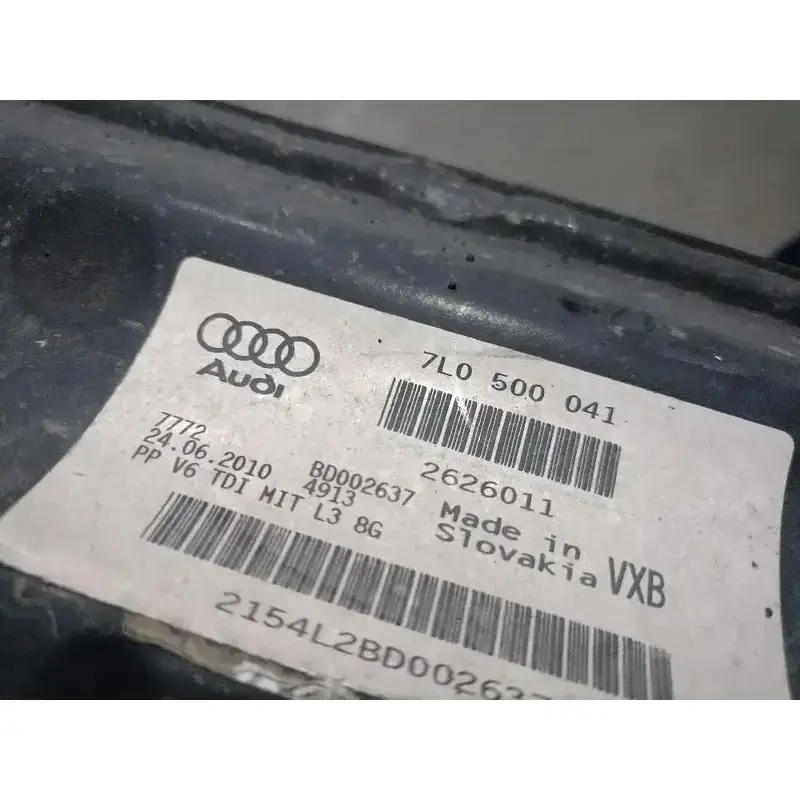 Audi
7L0 500 041
2626011
7772
24.06.2010 BD002637
4913
PP V6 TDI MIT L3 8G
Made in
Slovakia VXB
2154L2BD002637